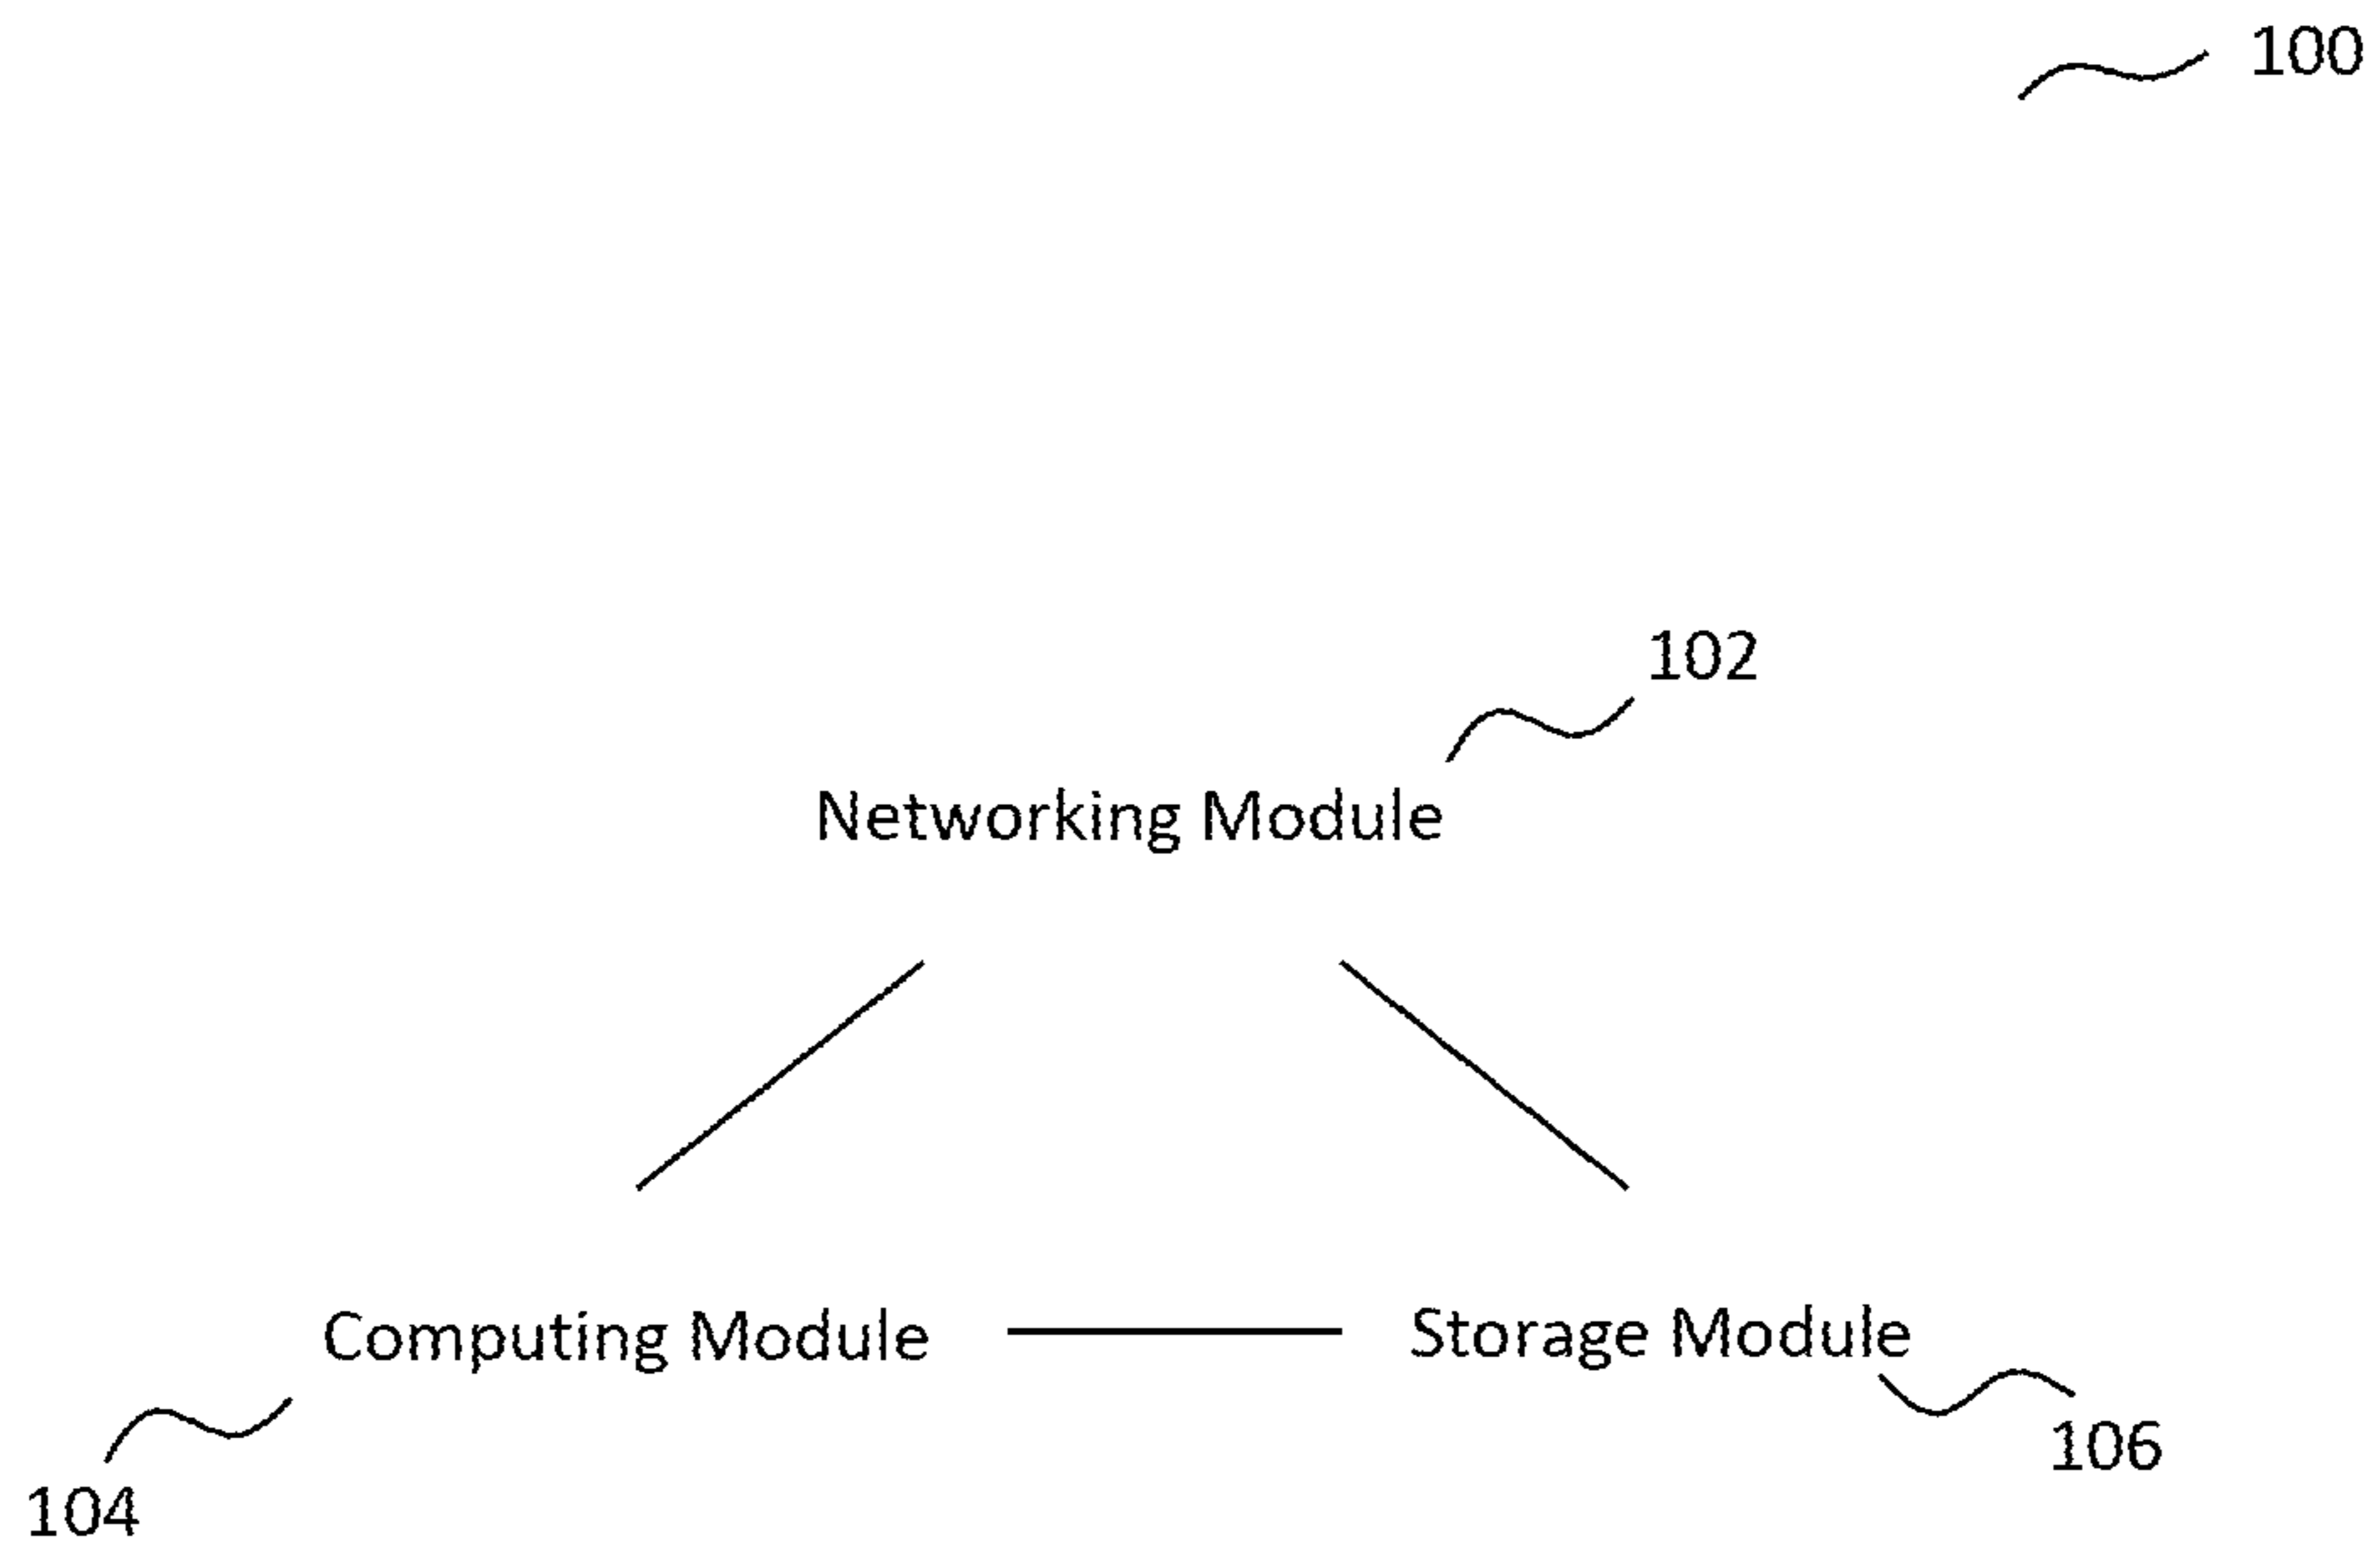 100
102
Networking Module
Computing Module
Storage Module
106
104